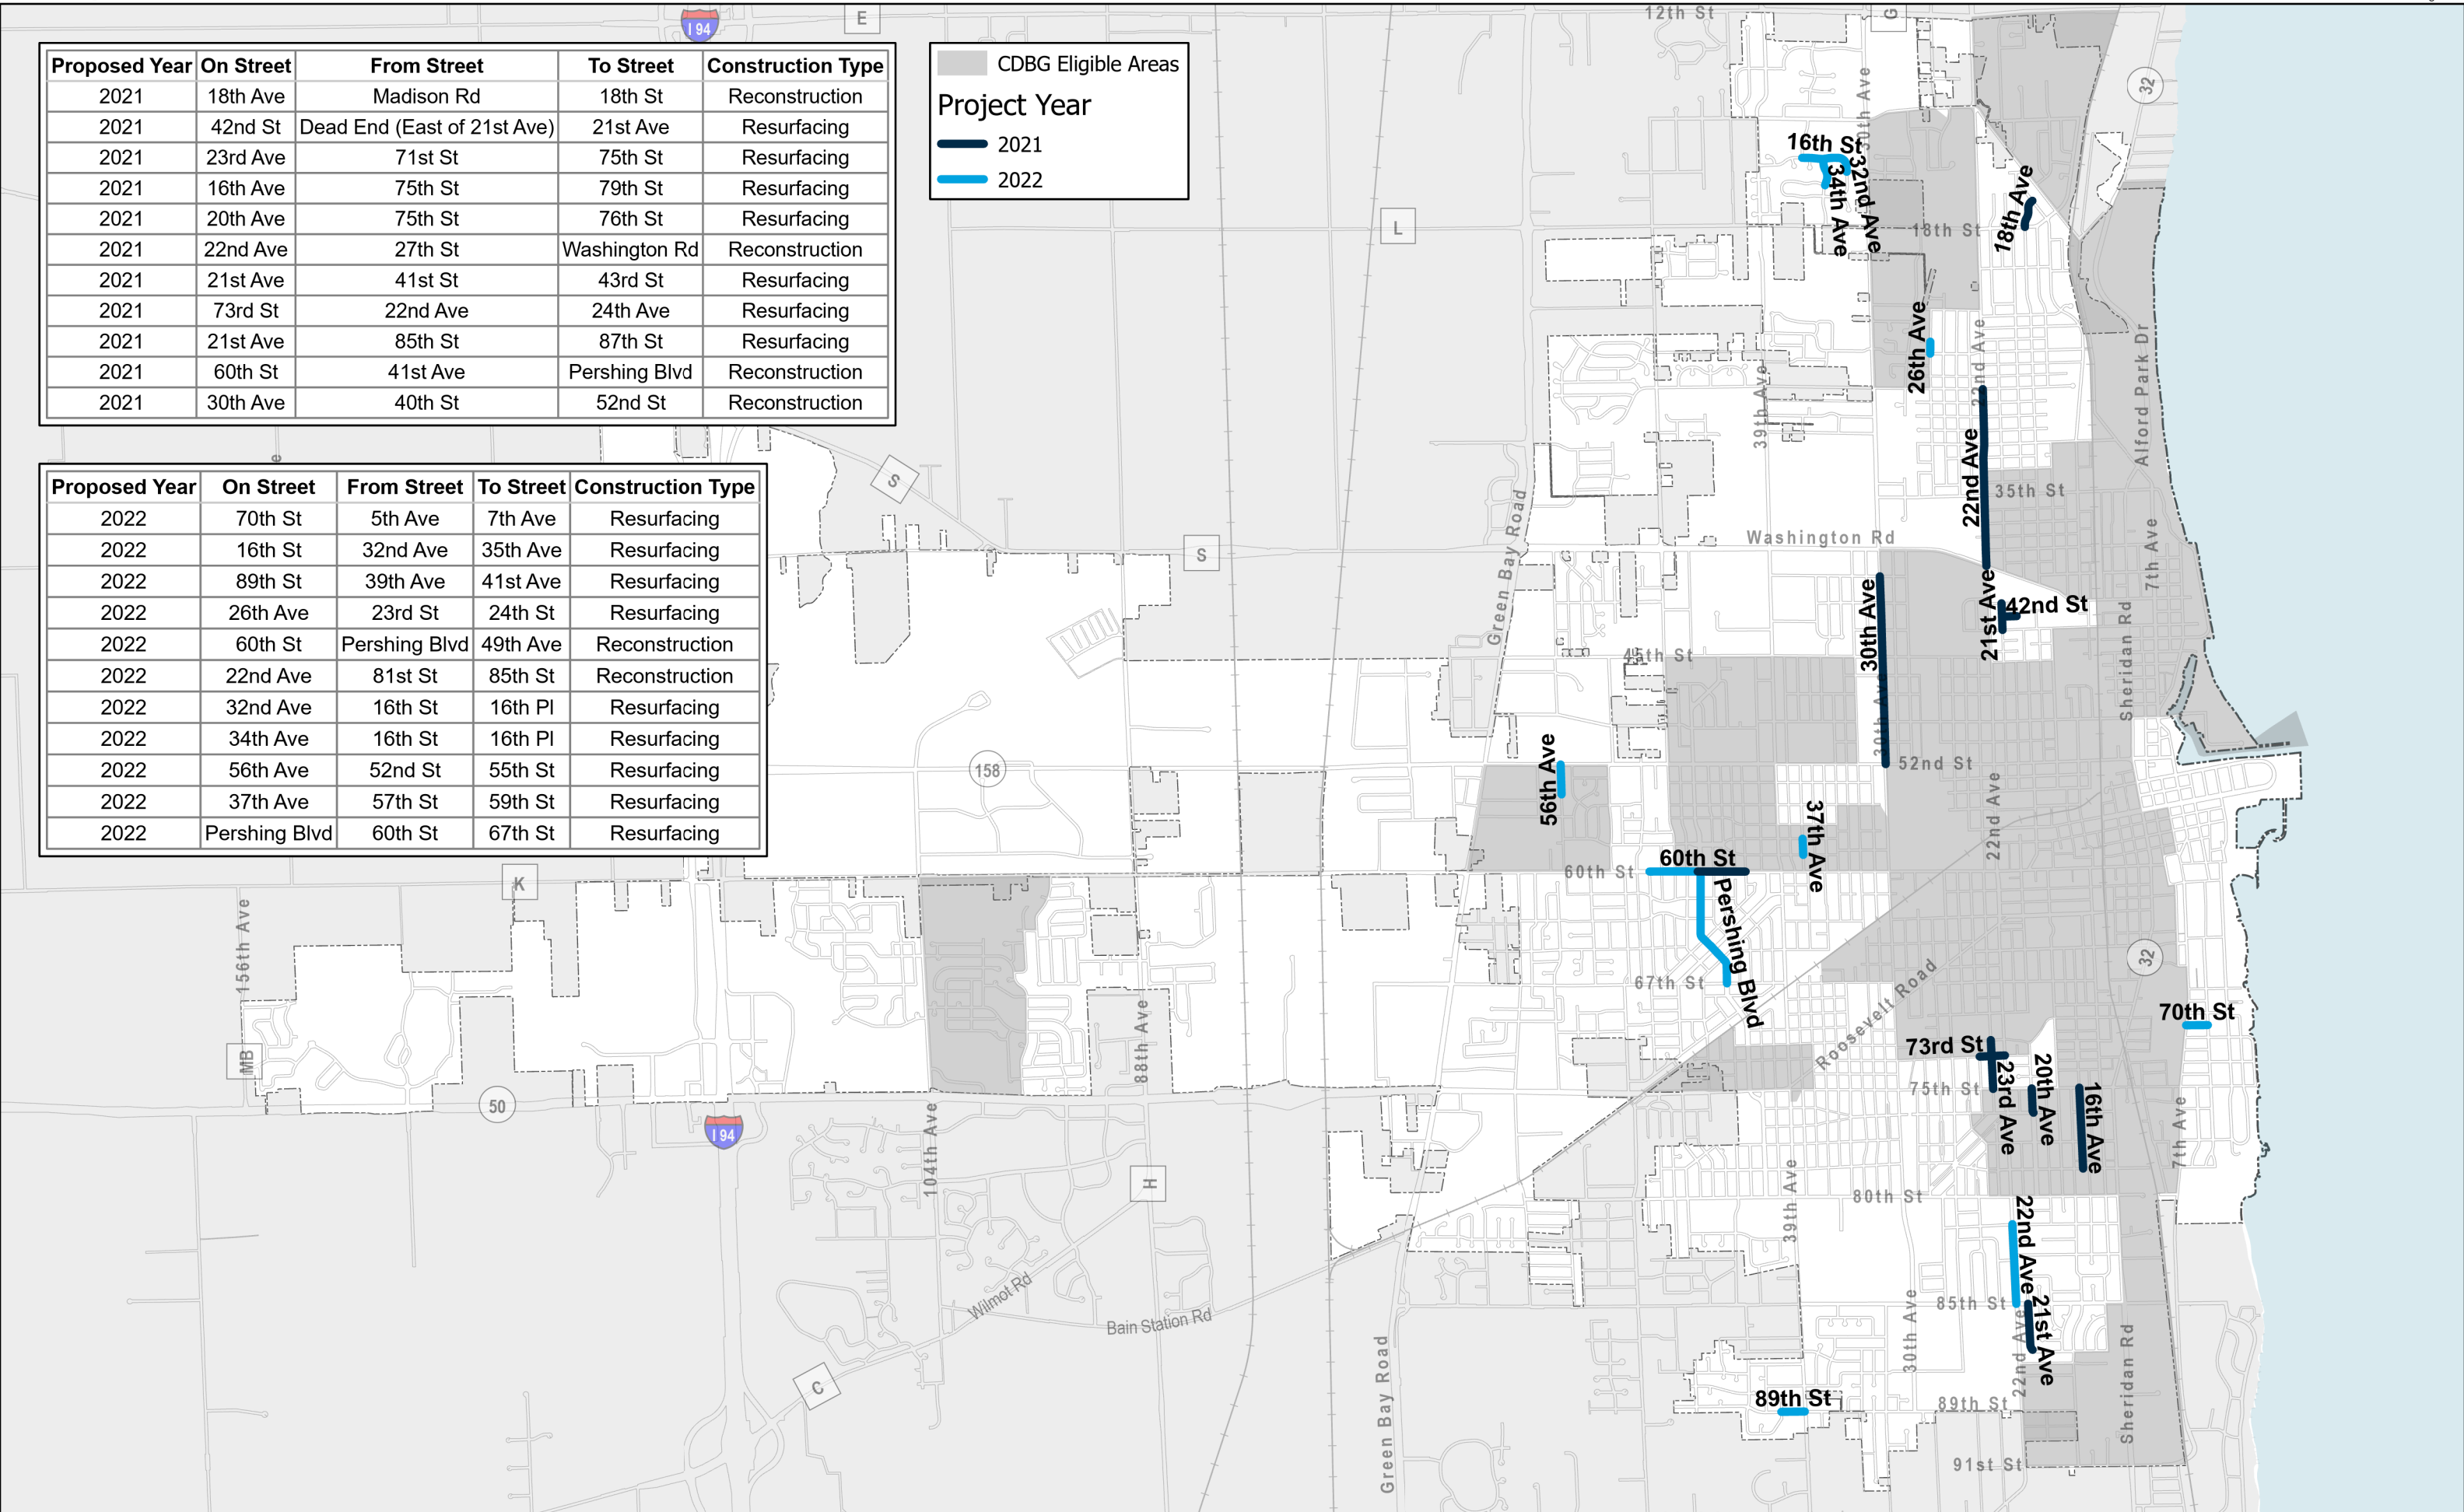 Proposed Year On Street From Street To Street Construction Type
2021 18th Ave Madison Rd 18th St Reconstruction
2021 42nd St Dead End (East of 21st Ave) 21st Ave Resurfacing
2021 23rd Ave 71st St 75th St Resurfacing
2021 16th Ave 75th St 79th St Resurfacing
2021 20th Ave 75th St 76th St Resurfacing
2021 22nd Ave 27th St Washington Rd Reconstruction
2021 21st Ave 41st St 43rd St Resurfacing
2021 73rd St 22nd Ave 24th Ave Resurfacing
2021 21st Ave 85th St 87th St Resurfacing
2021 60th St 41st Ave Pershing Blvd Reconstruction
2021 30th Ave 40th St 52nd St Reconstruction
Proposed Year On Street From Street To Street Construction Type
2022 70th St 5th Ave 7th Ave Resurfacing
2022 16th St 32nd Ave 35th Ave Resurfacing
2022 89th St 39th Ave 41st Ave Resurfacing
2022 26th Ave 23rd St 24th St Resurfacing
2022 60th St Pershing Blvd 49th Ave Reconstruction
2022 22nd Ave 81st St 85th St Reconstruction
2022 32nd Ave 16th St 16th Pl Resurfacing
2022 34th Ave 16th St 16th Pl Resurfacing
2022 56th Ave 52nd St 55th St Resurfacing
2022 37th Ave 57th St 59th St Resurfacing
2022 Pershing Blvd 60th St 67th St Resurfacing
CDBG Eligible Areas
Project Year
2021
2022
I 94
E
12th St
G
32
30th Ave
16th St
34th Ave
32nd Ave
18th Ave
18th St
L
26th Ave
22nd Ave
39th Ave
Alford Park Dr
22nd Ave
35th St
S
Green Bay Road
Washington Rd
S
7th Ave
30th Ave
21st Ave
42nd St
45th St
Sheridan Rd
30th Ave
52nd St
158
56th Ave
37th Ave
22nd Ave
60th St
60th St
Pershing Blvd
K
156th Ave
67th St
Roosevelt Road
32
70th St
MB
88th Ave
73rd St
23rd Ave
20th Ave
16th Ave
75th St
50
I 94
104th Ave
7th Ave
H
39th Ave
80th St
22nd Ave
Wilmot Rd
Bain Station Rd
85th St
21st Ave
30th Ave
22nd Ave
Green Bay Road
Sheridan Rd
C
89th St
89th St
91st St
e